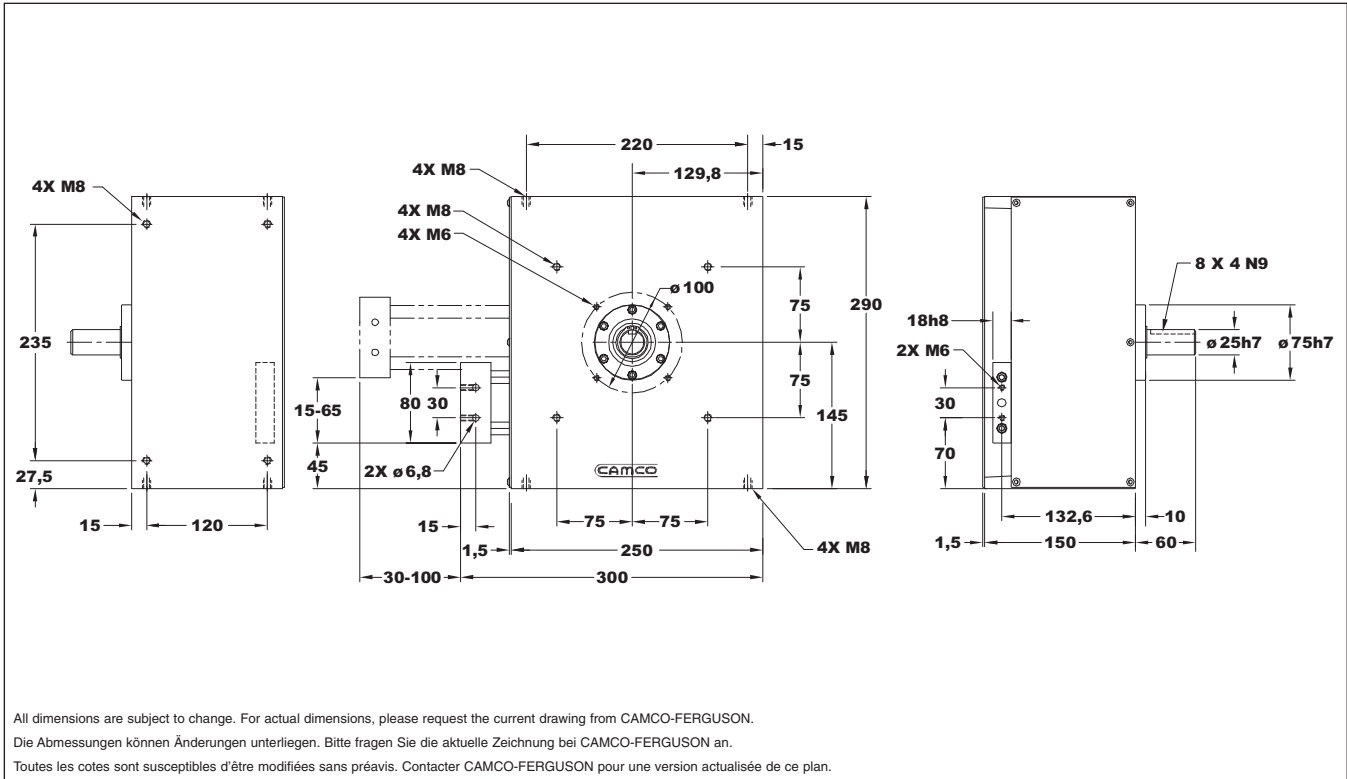 4X M8
235
27,5
15
120
220
15
129,8
4X M8
4X M8
4X M6
ø 100
75
290
75
145
15-65
80
30
45
2X ø 6,8
CAMCO
15
75
75
4X M8
1,5
250
30-100
300
8 X 4 N9
18h8
ø 25h7
ø 75h7
2X M6
30
70
132,6
10
1,5
150
60
All dimensions are subject to change. For actual dimensions, please request the current drawing from CAMCO-FERGUSON.
Die Abmessungen können Änderungen unterliegen. Bitte fragen Sie die aktuelle Zeichnung bei CAMCO-FERGUSON an.
Toutes les cotes sont susceptibles d'être modifiées sans préavis. Contacter CAMCO-FERGUSON pour une version actualisée de ce plan.